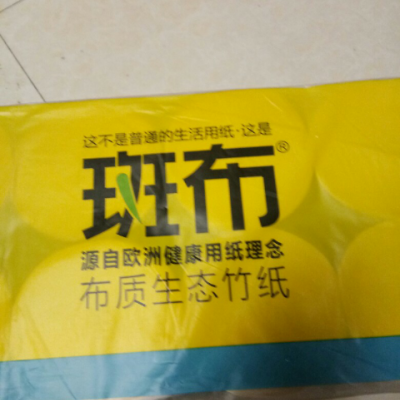 这不是普通的生活用纸·这是
斑布®
源自欧洲健康用纸理念
布质生态竹纸